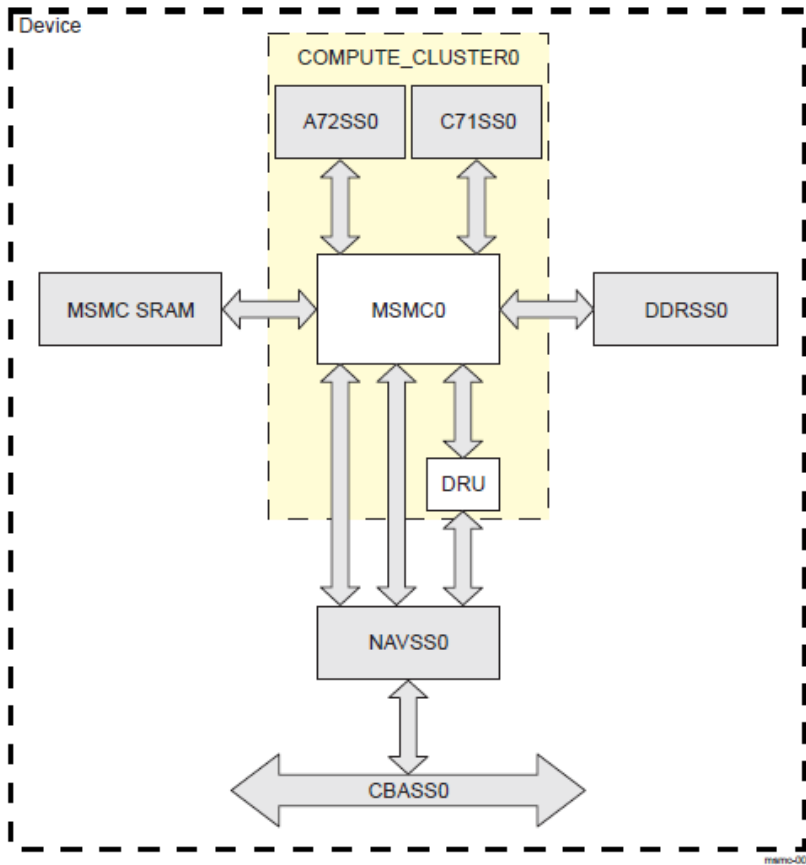 Device
COMPUTE_CLUSTER0
A72SS0
C71SS0
MSMC SRAM
MSMC0
DDRSS0
DRU
NAVSS0
CBASS0